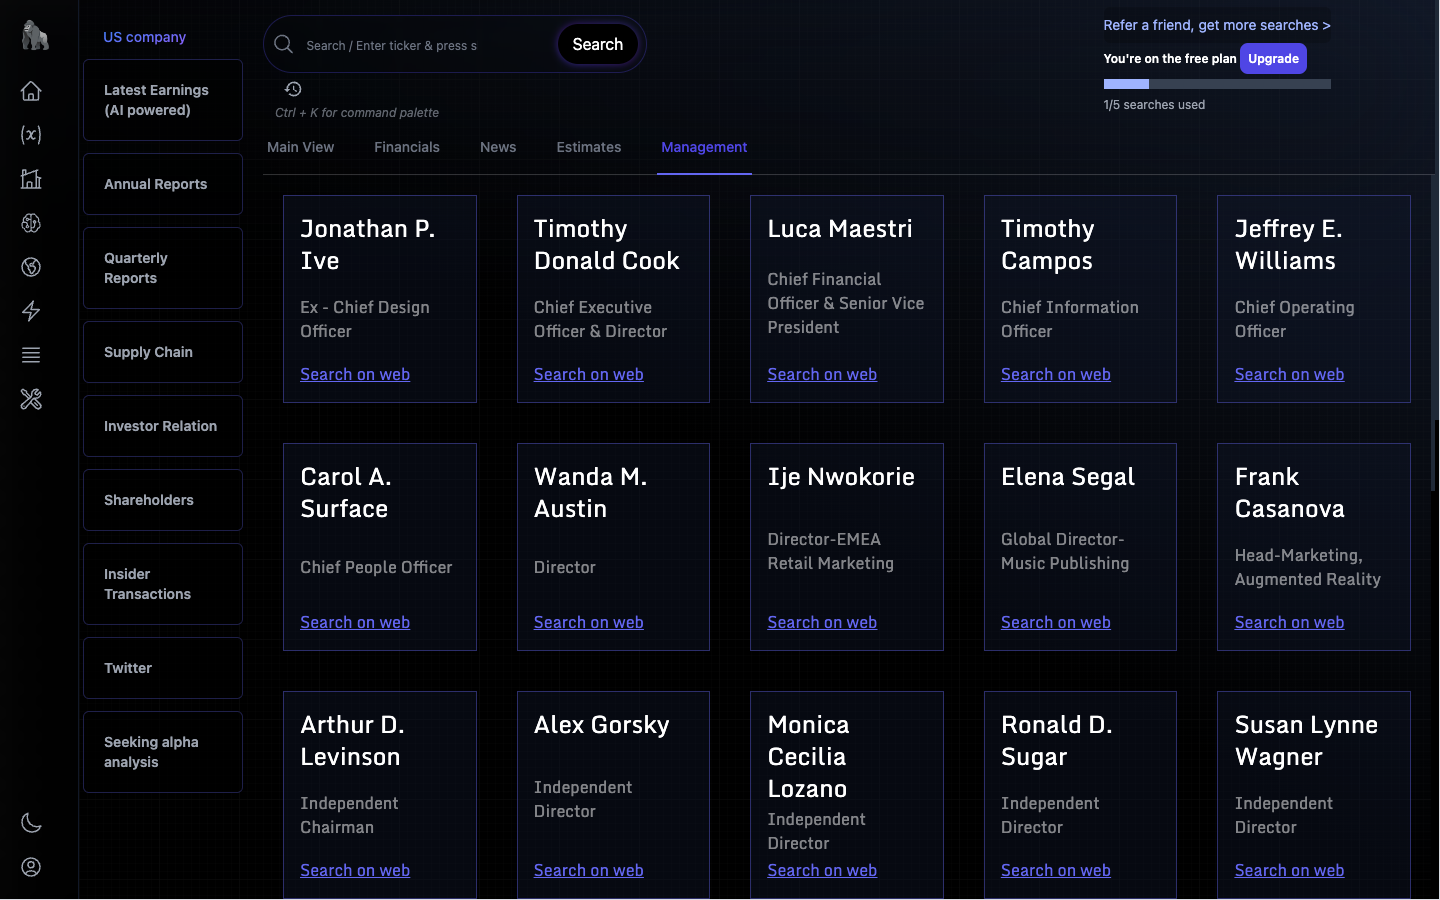 US company
Latest Earnings
(AI powered)
Annual Reports
Quarterly
Reports
Supply Chain
Investor Relation
Shareholders
Insider
Transactions
Twitter
Seeking alpha
analysis
Search / Enter ticker & press s
Search
Ctrl + K for command palette
Refer a friend, get more searches >
You're on the free plan Upgrade
1/5 searches used
Main View Financials News Estimates Management
Jonathan P.
Ive
Ex - Chief Design
Officer
Search on web
Timothy
Donald Cook
Chief Executive
Officer & Director
Search on web
Luca Maestri
Chief Financial
Officer & Senior Vice
President
Search on web
Timothy
Campos
Chief Information
Officer
Search on web
Jeffrey E.
Williams
Chief Operating
Officer
Search on web
Carol A.
Surface
Chief People Officer
Search on web
Wanda M.
Austin
Director
Search on web
Ije Nwokorie
Director-EMEA
Retail Marketing
Search on web
Elena Segal
Global Director-
Music Publishing
Search on web
Frank
Casanova
Head-Marketing,
Augmented Reality
Search on web
Arthur D.
Levinson
Independent
Chairman
Search on web
Alex Gorsky
Independent
Director
Search on web
Monica
Cecilia
Lozano
Independent
Director
Search on web
Ronald D.
Sugar
Independent
Director
Search on web
Susan Lynne
Wagner
Independent
Director
Search on web